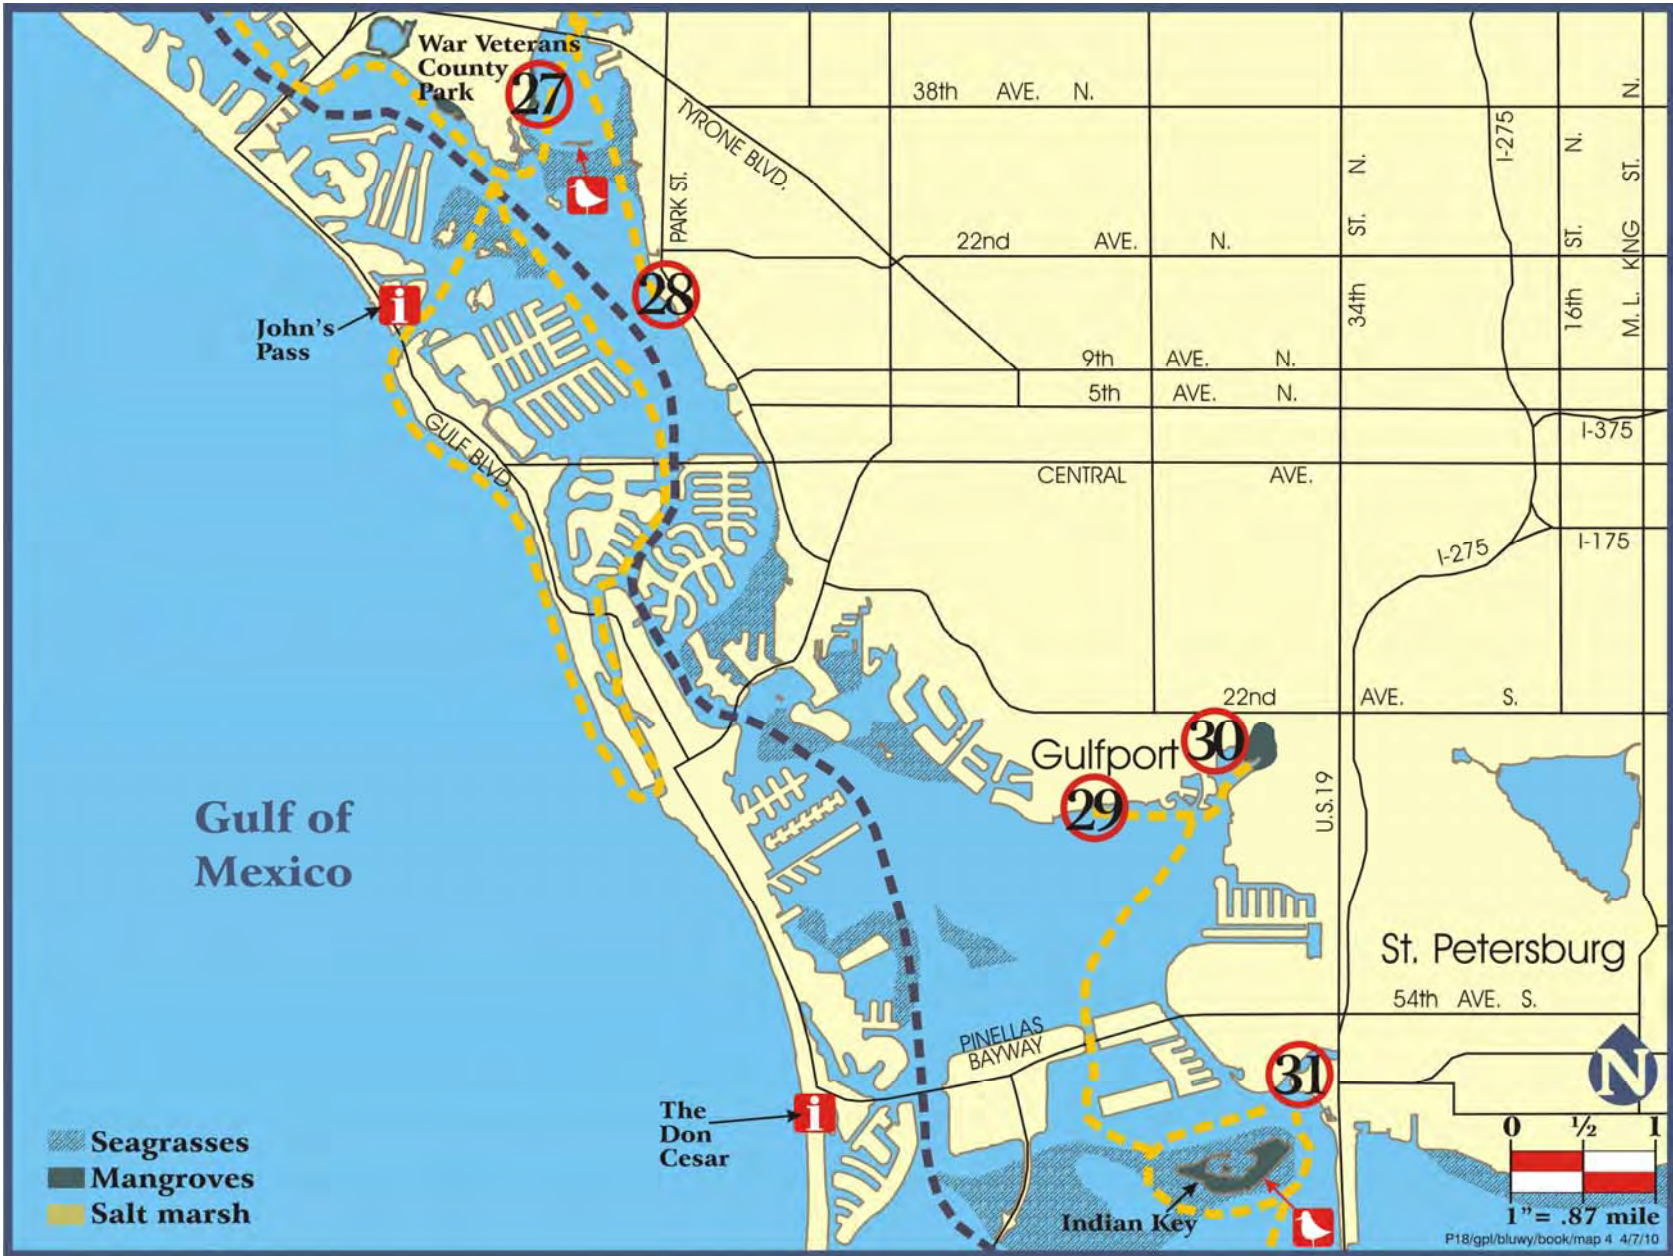 War Veterans
County
Park
27
38th AVE. N.
TYRONE BLVD.
PARK ST.
22nd AVE. N.
34th ST. N.
I-275
16th ST. N.
M. L. KNG ST. N.
28
i
John's
Pass
9th AVE. N.
5th AVE. N.
I-375
GULF BLVD.
CENTRAL AVE.
I-275
I-175
22nd AVE. S.
30
Gulfport
29
U.S.19
Gulf of
Mexico
St. Petersburg
54th AVE. S.
PINELLAS
BAYWAY
31
N
The
Don
Cesar
i
0 ½ 1
1"= .87 mile
P18/gpl/bluwy/book/map 4 4/7/10
Indian Key
Seagrasses
Mangroves
Salt marsh